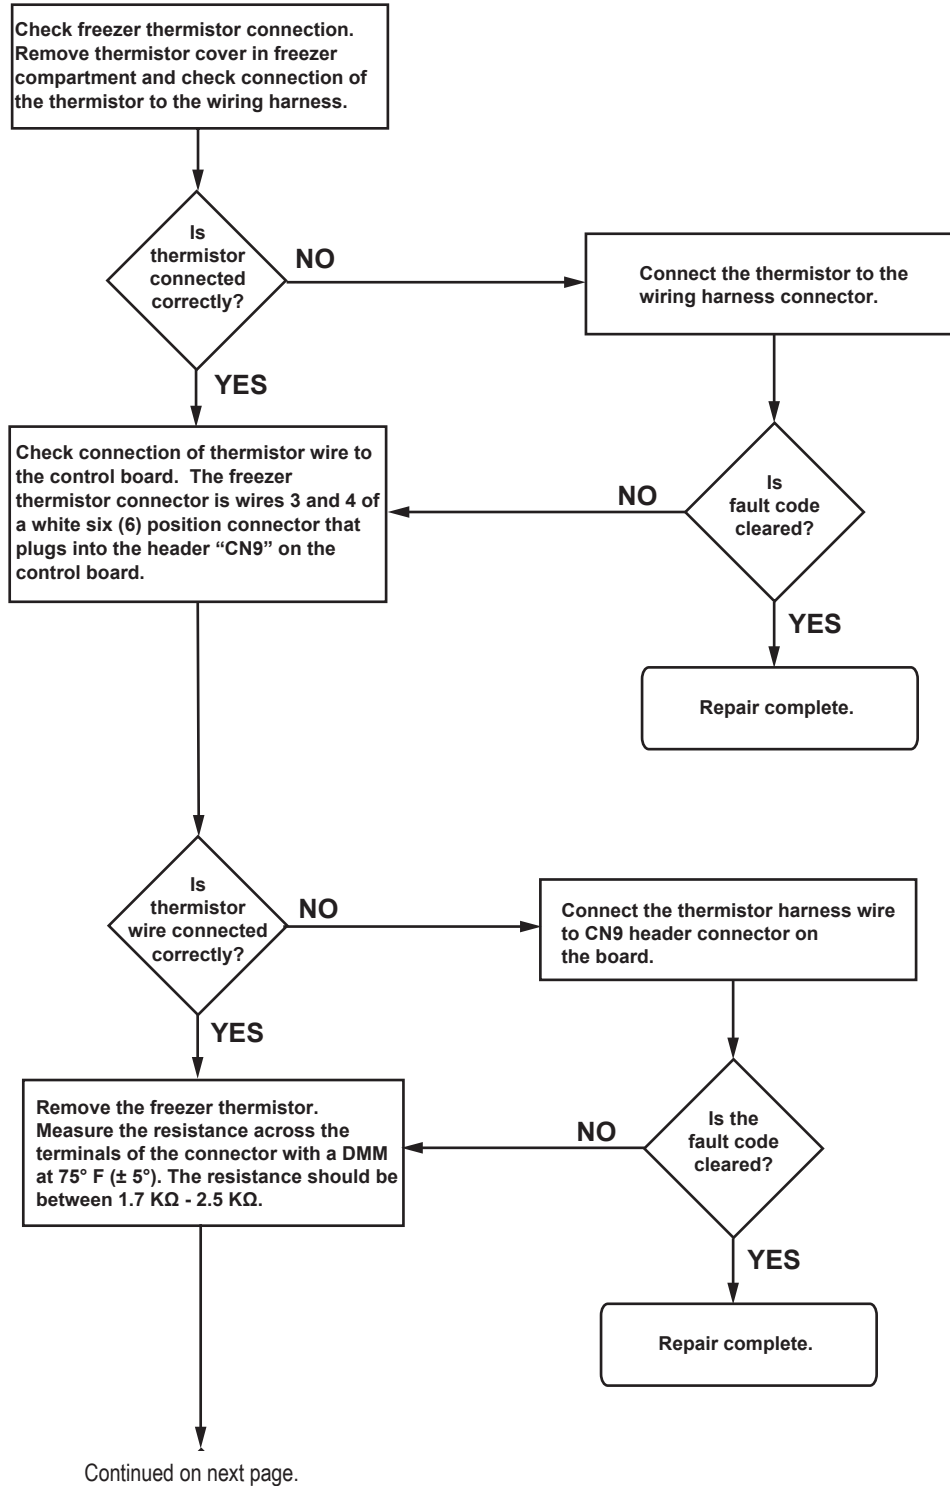 Check freezer thermistor connection.
Remove thermistor cover in freezer
compartment and check connection of
the thermistor to the wiring harness.
Is
thermistor
connected
correctly?
NO
Connect the thermistor to the
wiring harness connector.
YES
Check connection of thermistor wire to
the control board. The freezer
thermistor connector is wires 3 and 4 of
a white six (6) position connector that
plugs into the header “CN9” on the
control board.
NO
Is
fault code
cleared?
YES
Repair complete.
Is
thermistor
wire connected
correctly?
NO
Connect the thermistor harness wire
to CN9 header connector on
the board.
YES
Remove the freezer thermistor.
Measure the resistance across the
terminals of the connector with a DMM
at 75° F (± 5°). The resistance should be
between 1.7 KΩ - 2.5 KΩ.
NO
Is the
fault code
cleared?
YES
Repair complete.
Continued on next page.